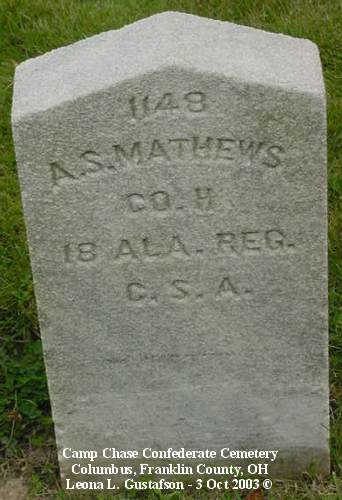 1148
A.S. MATHEWS
CO. H
18 ALA. REG.
C. S. A.
Camp Chase Confederate Cemetery
Columbus, Franklin County, OH
Leona L. Gustafson - 3 Oct 2003 ©